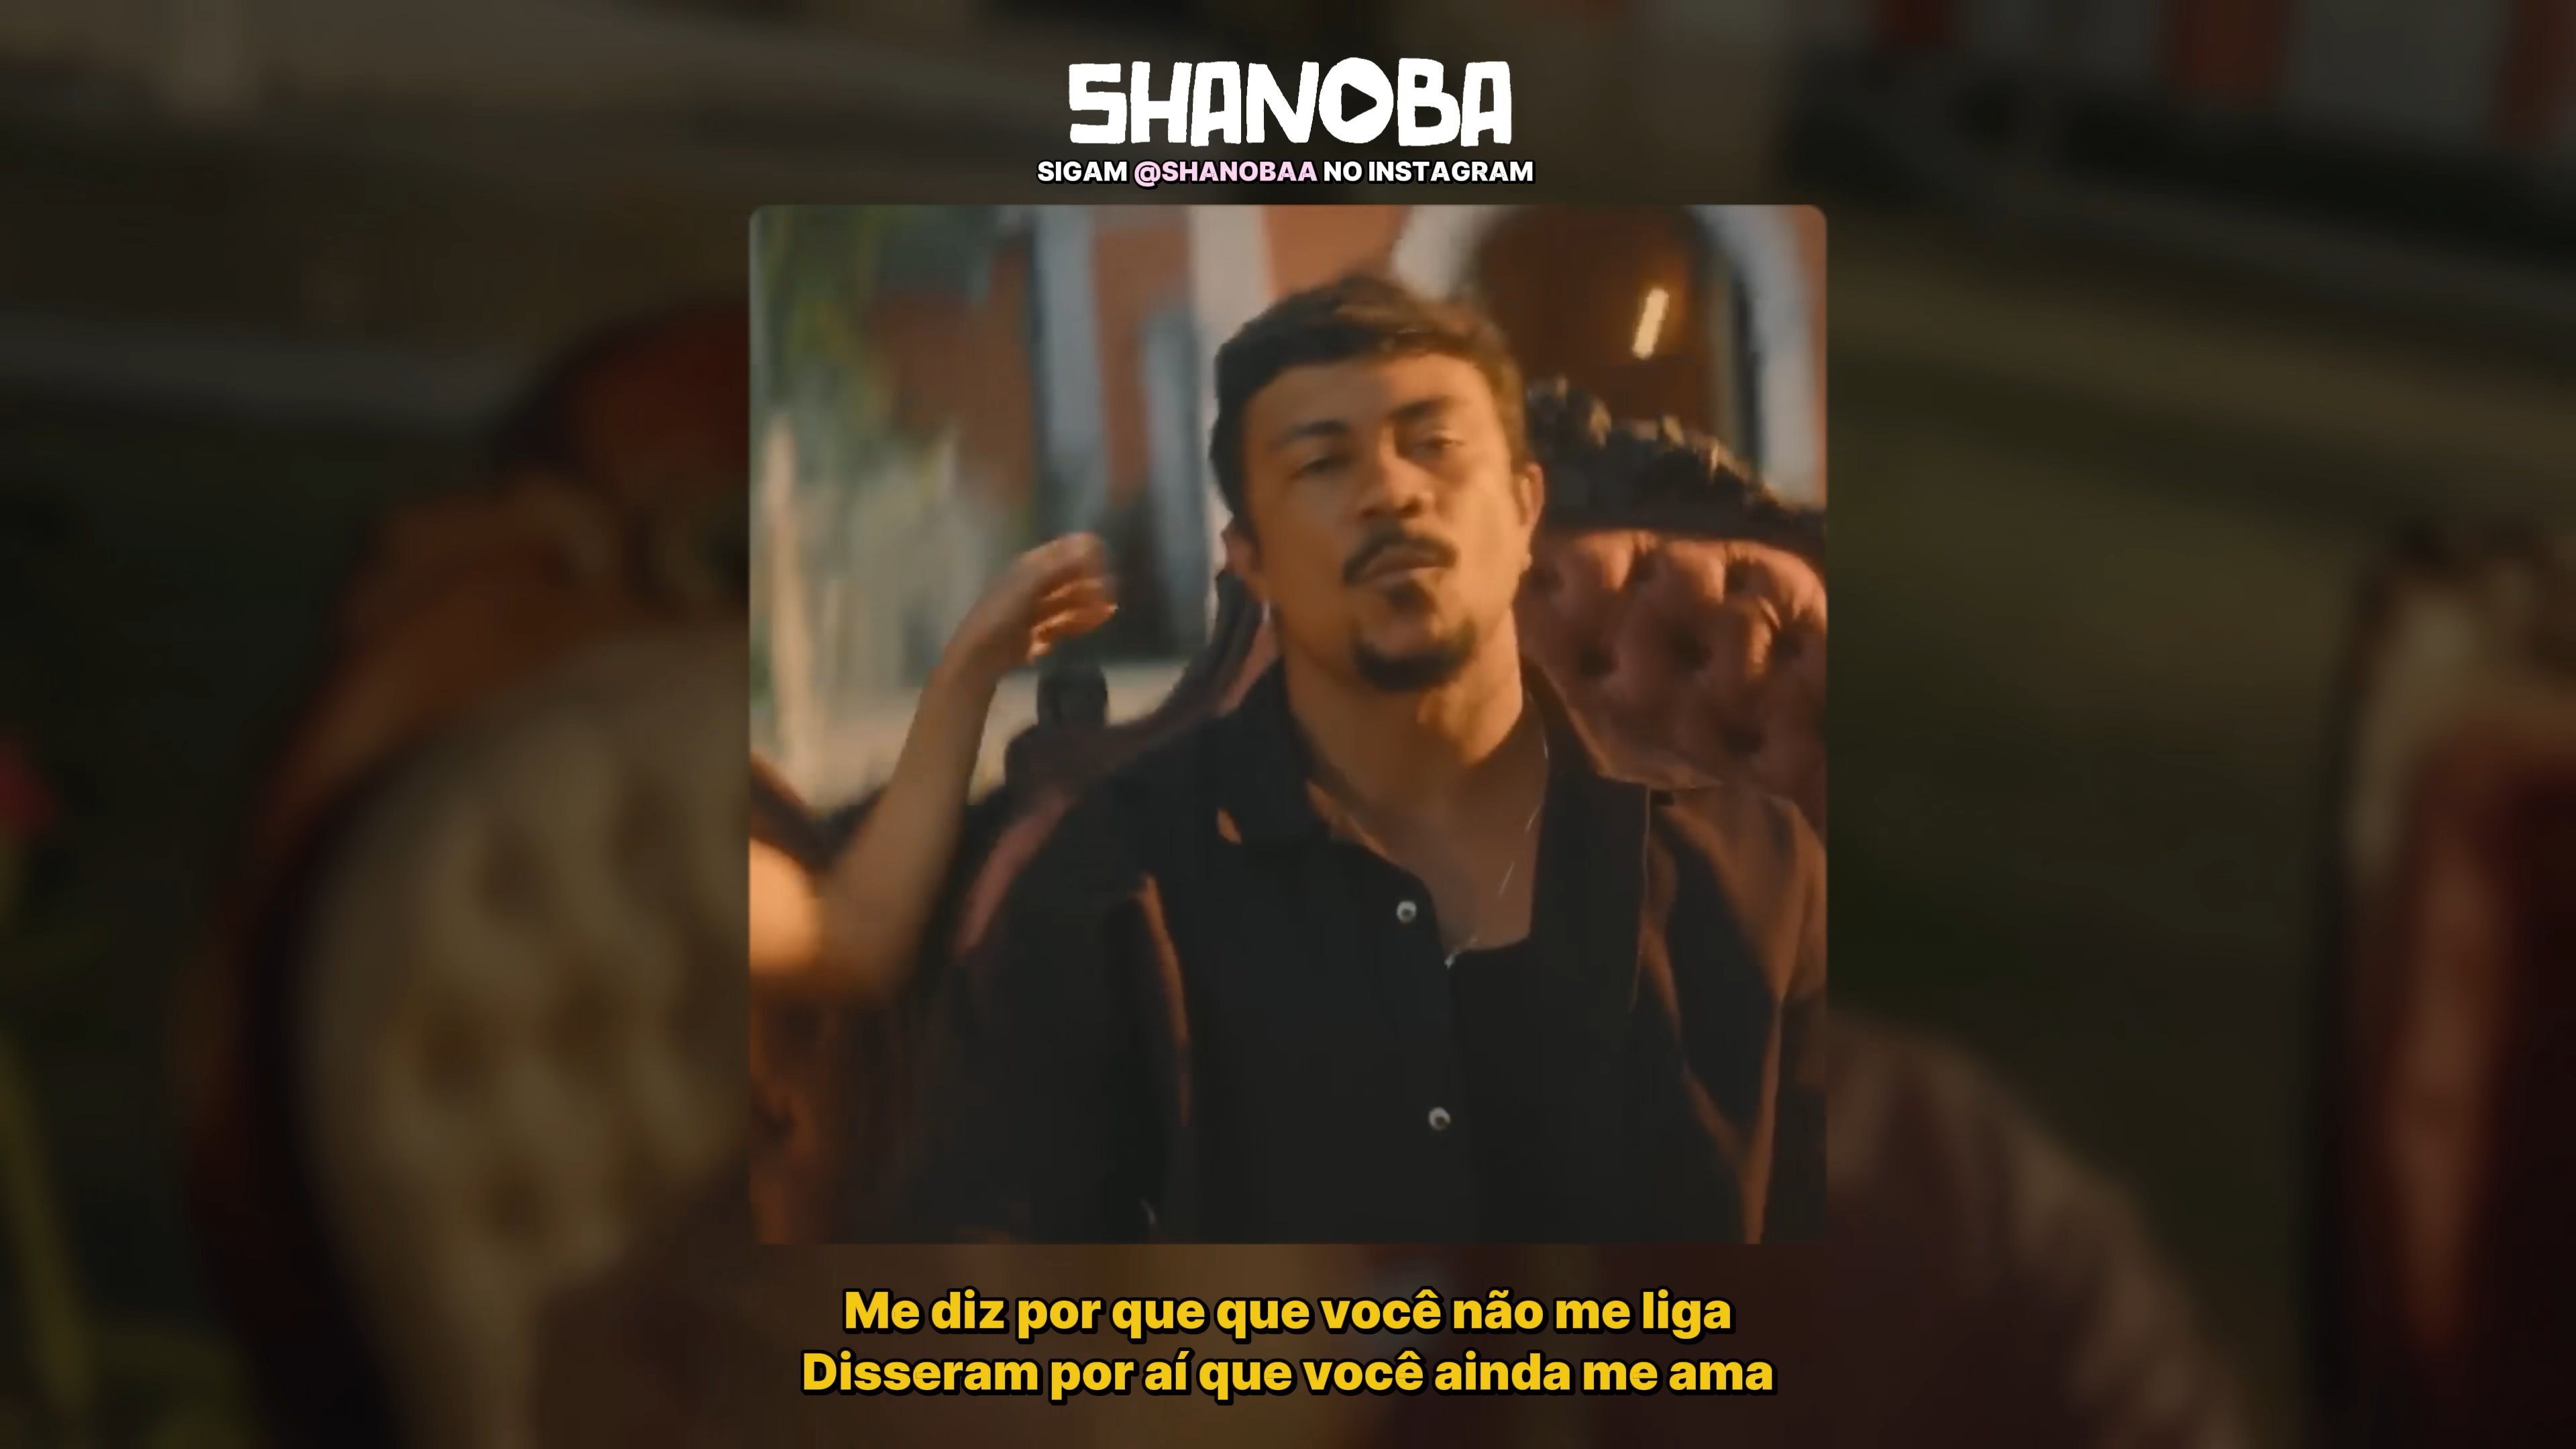 SHANOBA
SIGAM @SHANOBAA NO INSTAGRAM
Me diz por que que você não me liga
Disseram por aí que você ainda me ama